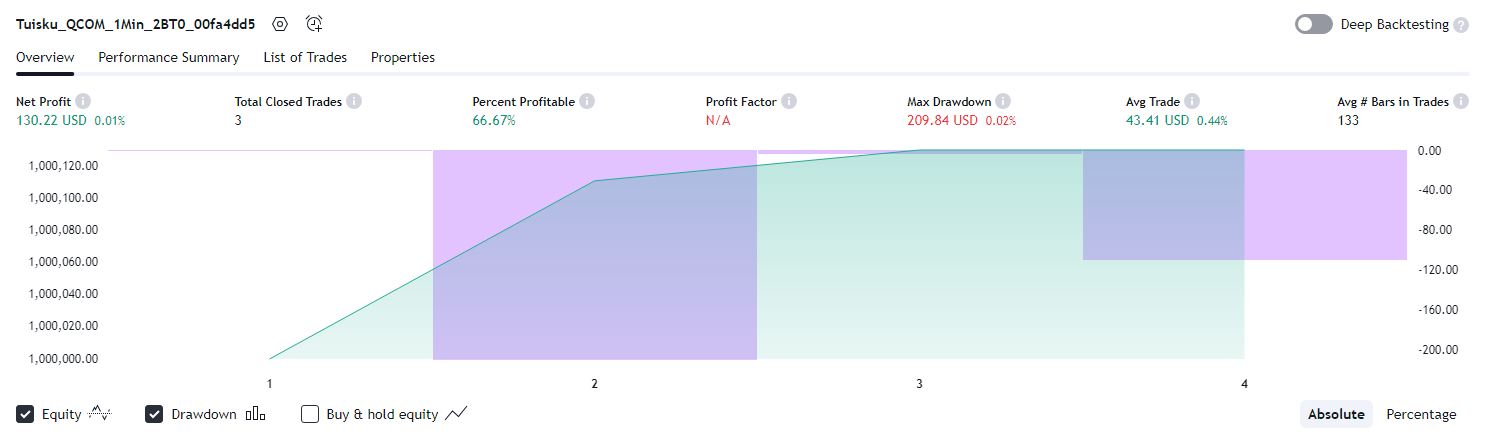 Tuisku_QCOM_1Min_2BT0_00fa4dd5 Deep Backtesting ?
Overview Performance Summary List of Trades Properties
Net Profit i Total Closed Trades i Percent Profitable i Profit Factor i Max Drawdown i Avg Trade i Avg # Bars in Trades i
130.22 USD 0.01% 3 66.67% N/A 209.84 USD 0.02% 43.41 USD 0.44% 133
0.00
1,000,120.00
-40.00
1,000,100.00
1,000,080.00 -80.00
1,000,060.00
-120.00
1,000,040.00
-160.00
1,000,020.00
-200.00
1,000,000.00
1 2 3 4
Equity Drawdown Buy & hold equity Absolute Percentage